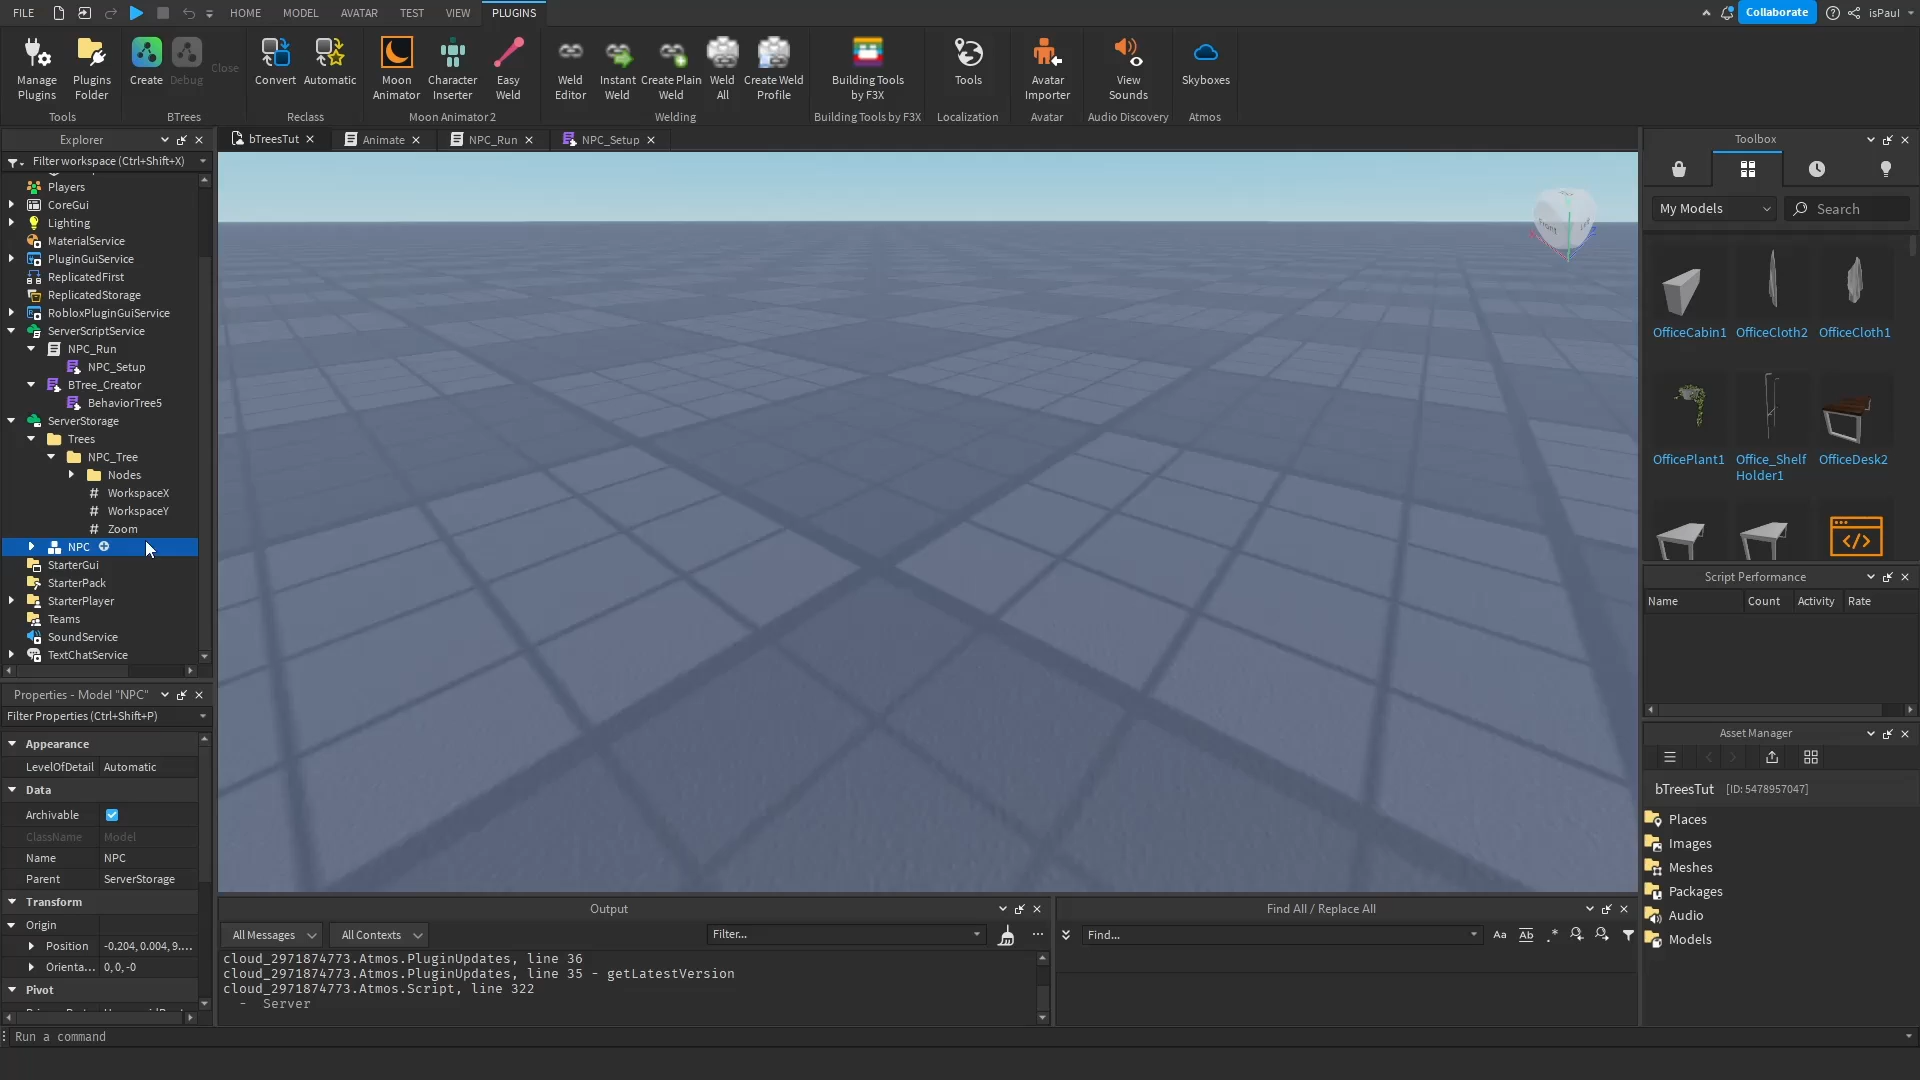 FILE HOME MODEL AVATAR TEST VIEW PLUGINS Collaborate isPaul
Manage Plugins
Plugins Folder
Create
Debug
Close
Convert
Automatic
Moon Animator
Character Inserter
Easy Weld
Weld Editor
Instant Weld
Create Plain Weld
Weld All
Create Weld Profile
Building Tools by F3X
Tools
Avatar Importer
View Sounds
Skyboxes
Tools BTrees Reclass Moon Animator 2 Welding Building Tools by F3X Localization Avatar Audio Discovery Atmos
Explorer
Filter workspace (Ctrl+Shift+X)
Players
CoreGui
Lighting
MaterialService
PluginGuiService
ReplicatedFirst
ReplicatedStorage
RobloxPluginGuiService
ServerScriptService
NPC_Run
NPC_Setup
BTree_Creator
BehaviorTree5
ServerStorage
Trees
NPC_Tree
Nodes
# WorkspaceX
# WorkspaceY
# Zoom
NPC
StarterGui
StarterPack
StarterPlayer
Teams
SoundService
TextChatService
Properties - Model "NPC"
Filter Properties (Ctrl+Shift+P)
Appearance
LevelOfDetail Automatic
Data
Archivable
ClassName Model
Name NPC
Parent ServerStorage
Transform
Origin
Position -0.204, 0.004, 9....
Orienta... 0, 0, -0
Pivot
bTreesTut Animate NPC_Run NPC_Setup
Front
Output
All Messages All Contexts Filter...
cloud_2971874773.Atmos.PluginUpdates, line 36
cloud_2971874773.Atmos.PluginUpdates, line 35 - getLatestVersion
cloud_2971874773.Atmos.Script, line 322
- Server
Find All / Replace All
Find... Aa Ab .*
Toolbox
My Models Search
OfficeCabin1 OfficeCloth2 OfficeCloth1
OfficePlant1 Office_Shelf OfficeDesk2
Holder1
Script Performance
Name Count Activity Rate
Asset Manager
bTreesTut [ID: 5478957047]
Places
Images
Meshes
Packages
Audio
Models
Run a command